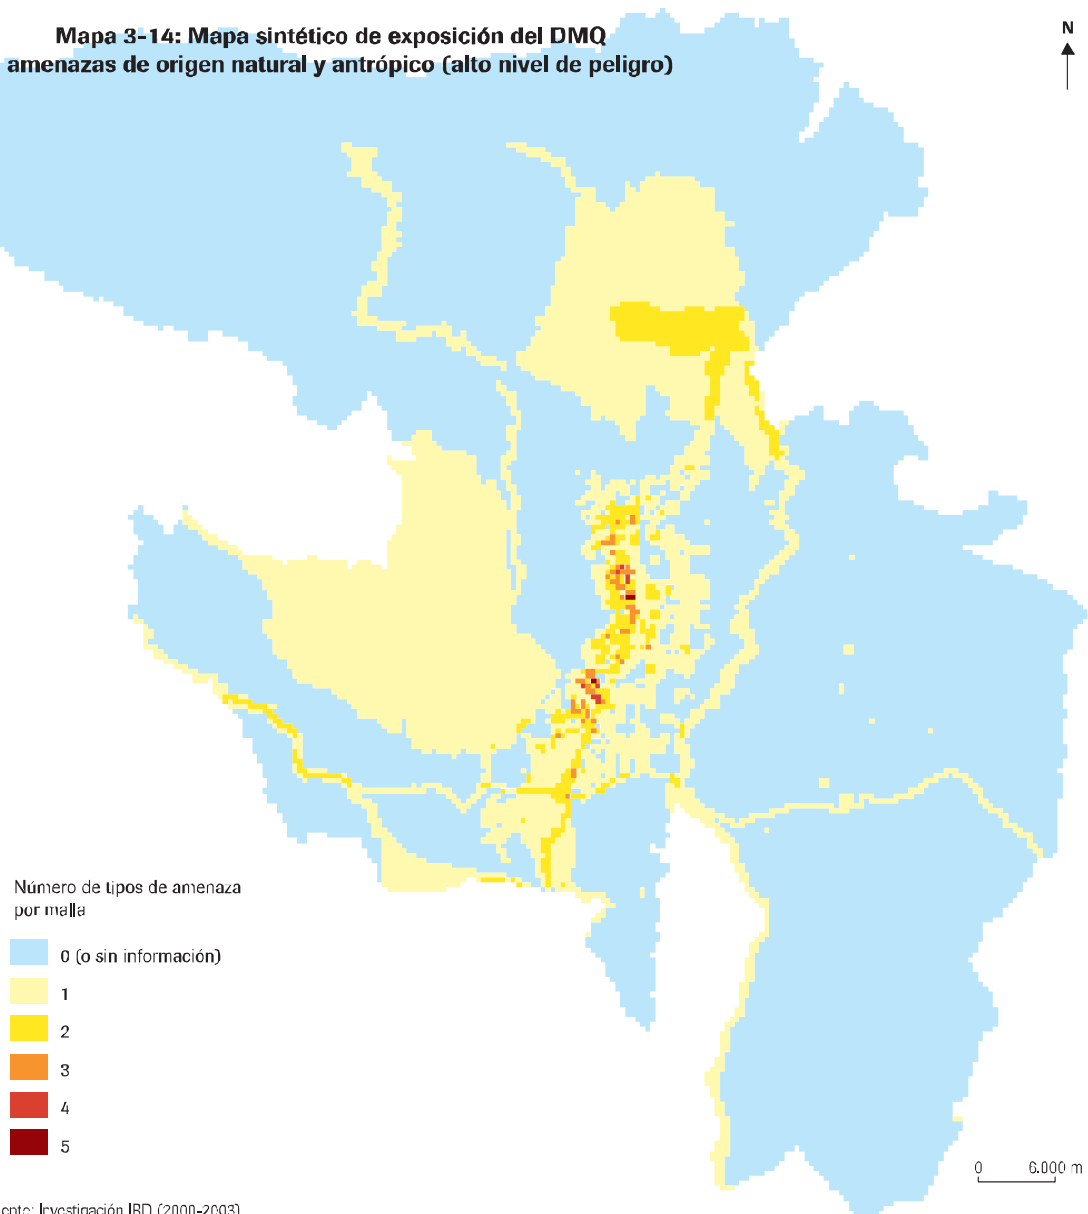 Mapa 3-14: Mapa sintético de exposición del DMQ
amenazas de origen natural y antrópico (alto nivel de peligro)
N
Número de tipos de amenaza
por malla
0 (o sin información)
1
2
3
4
5
0 6.000 m
ente: Investigación IRD (2000-2003)